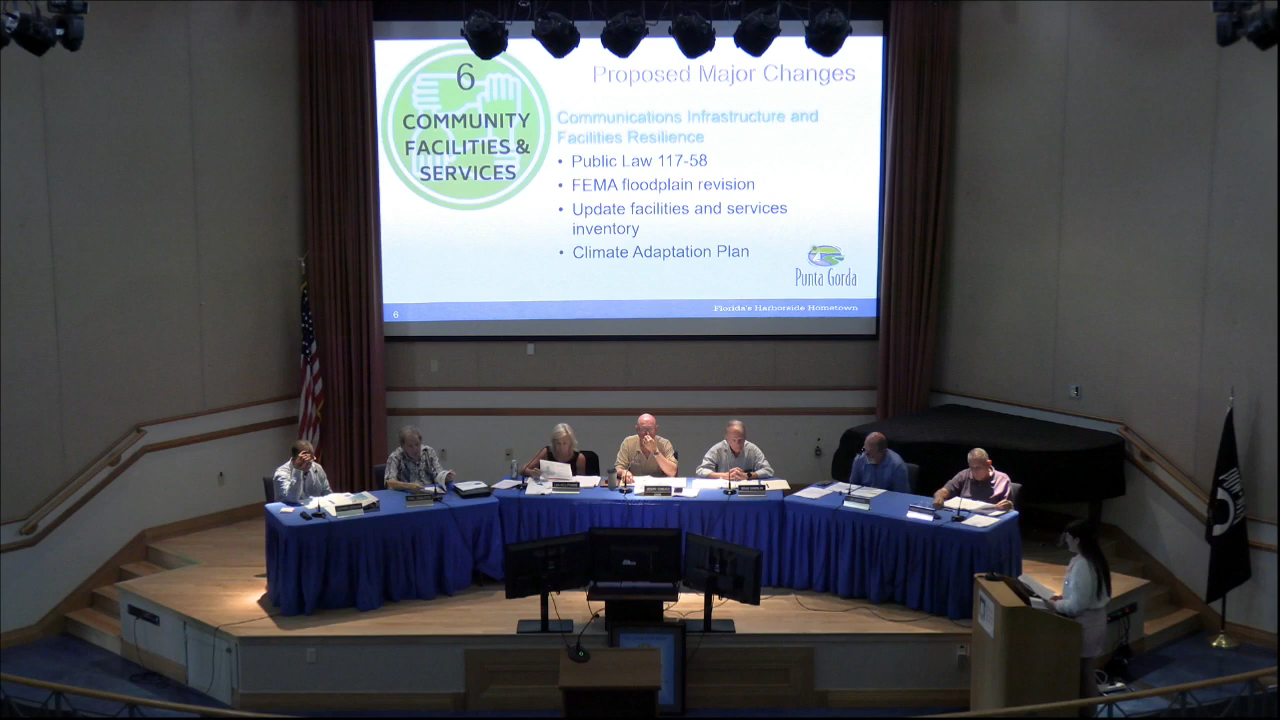 6
COMMUNITY
FACILITIES &
SERVICES
Proposed Major Changes
Communications Infrastructure and
Facilities Resilience
• Public Law 117-58
• FEMA floodplain revision
• Update facilities and services
inventory
• Climate Adaptation Plan
Punta Gorda
6
Florida's Harborside Hometown